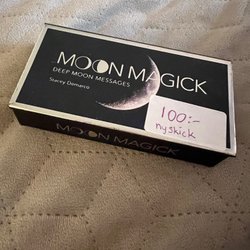 MOON MAGICK
DEEP MOON MESSAGES
Stacey Demarco
100:-
nyskick
MOON MAGICK